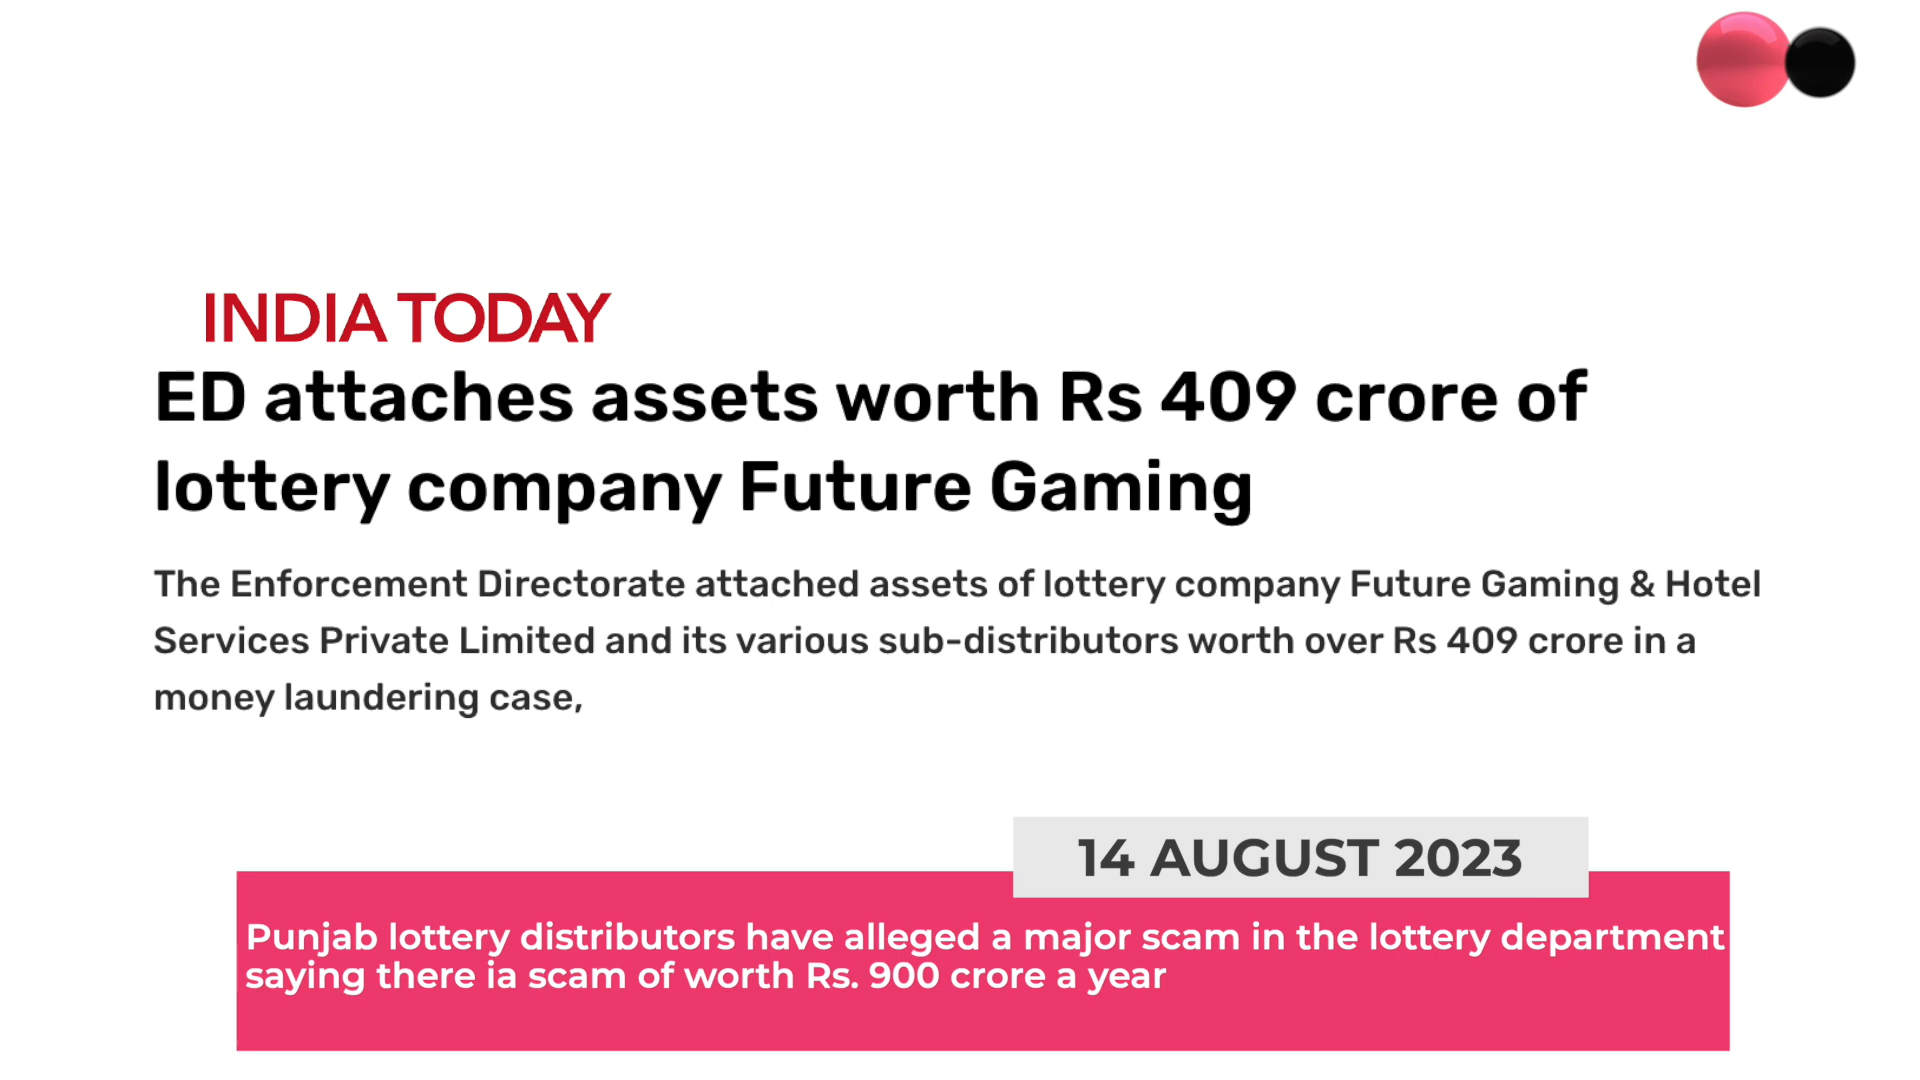 INDIA TODAY
ED attaches assets worth Rs 409 crore of
lottery company Future Gaming
The Enforcement Directorate attached assets of lottery company Future Gaming & Hotel
Services Private Limited and its various sub-distributors worth over Rs 409 crore in a
money laundering case,
14 AUGUST 2023
Punjab lottery distributors have alleged a major scam in the lottery department
saying there ia scam of worth Rs. 900 crore a year